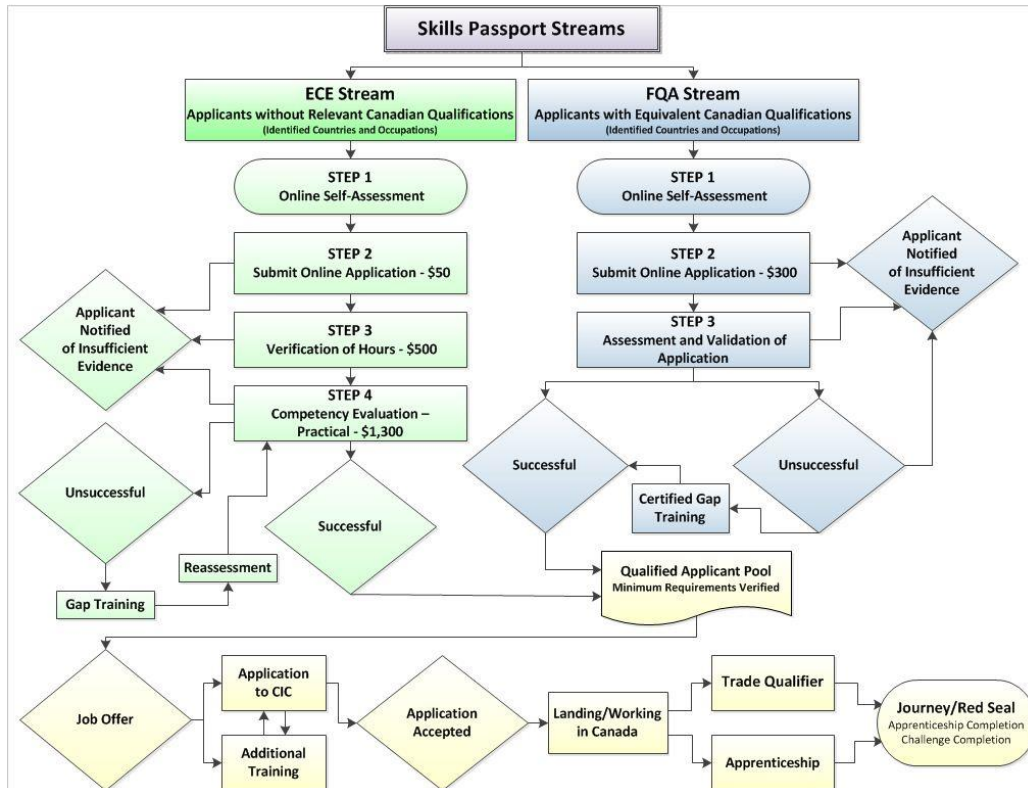 Skills Passport Streams
ECE Stream
Applicants without Relevant Canadian Qualifications
(Identified Countries and Occupations)
FQA Stream
Applicants with Equivalent Canadian Qualifications
(Identified Countries and Occupations)
STEP 1
Online Self-Assessment
STEP 1
Online Self-Assessment
STEP 2
Submit Online Application - $50
STEP 2
Submit Online Application - $300
Applicant
Notified
of Insufficient
Evidence
Applicant
Notified
of Insufficient
Evidence
STEP 3
Verification of Hours - $500
STEP 3
Assessment and Validation of
Application
STEP 4
Competency Evaluation –
Practical - $1,300
Unsuccessful
Successful
Successful
Unsuccessful
Certified Gap
Training
Reassessment
Gap Training
Qualified Applicant Pool
Minimum Requirements Verified
Job Offer
Application
to CIC
Additional
Training
Application
Accepted
Landing/Working
in Canada
Trade Qualifier
Apprenticeship
Journey/Red Seal
Apprenticeship Completion
Challenge Completion